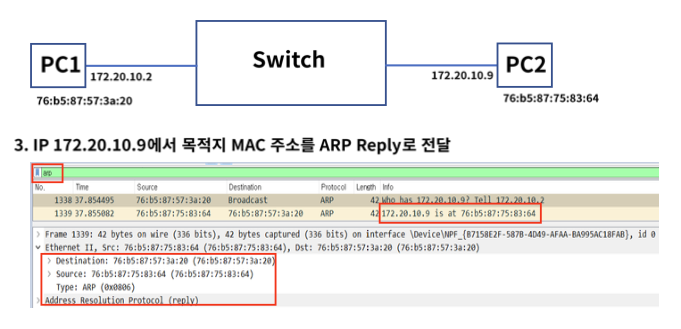 Switch
PC1
PC2
172.20.10.2
172.20.10.9
76:b5:87:57:3a:20
76:b5:87:75:83:64
3. IP 172.20.10.9에서 목적지 MAC 주소를 ARP Reply로 전달
arp
No. Time Source Destination Protocol Length Info
1338 37.854495 76:b5:87:57:3a:20 Broadcast ARP 42 Who has 172.20.10.9? Tell 172.20.10.2
1339 37.855082 76:b5:87:75:83:64 76:b5:87:57:3a:20 ARP 42 172.20.10.9 is at 76:b5:87:75:83:64
Frame 1339: 42 bytes on wire (336 bits), 42 bytes captured (336 bits) on interface \Device\NPF_{B7158E2F-587B-4D49-AFAA-BA995AC18FAB}, id 0
Ethernet II, Src: 76:b5:87:75:83:64 (76:b5:87:75:83:64), Dst: 76:b5:87:57:3a:20 (76:b5:87:57:3a:20)
Destination: 76:b5:87:57:3a:20 (76:b5:87:57:3a:20)
Source: 76:b5:87:75:83:64 (76:b5:87:75:83:64)
Type: ARP (0x0806)
Address Resolution Protocol (reply)